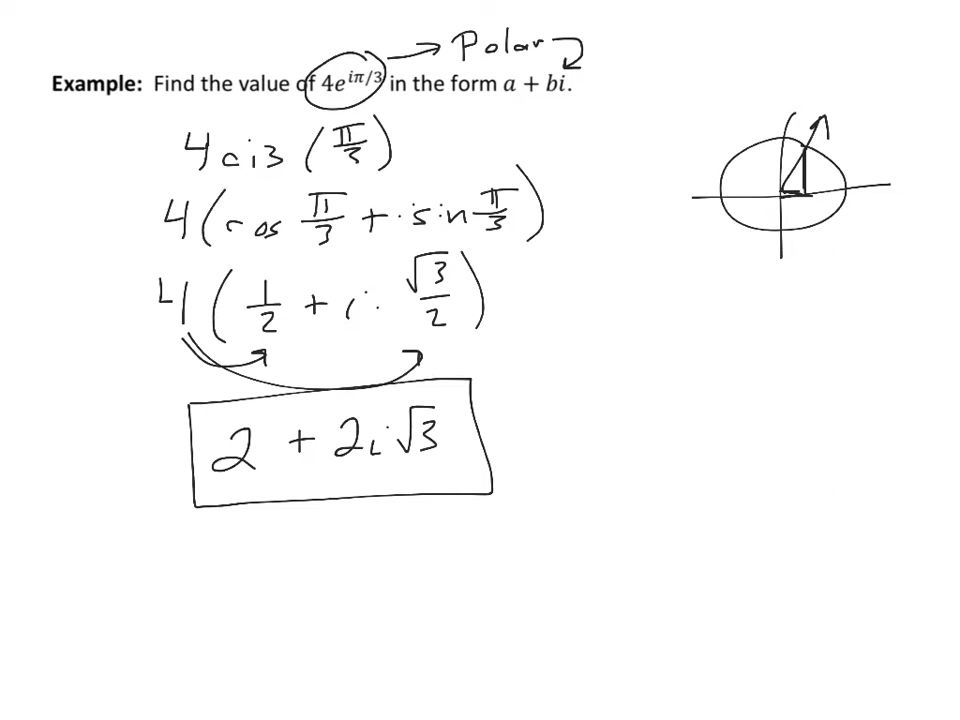 → Polar
Example: Find the value of 4e^{iπ/3} in the form a + bi.
4 cis (π/3)
4 (cos π/3 + i sin π/3)
4 (1/2 + i · √3/2)
2 + 2i√3